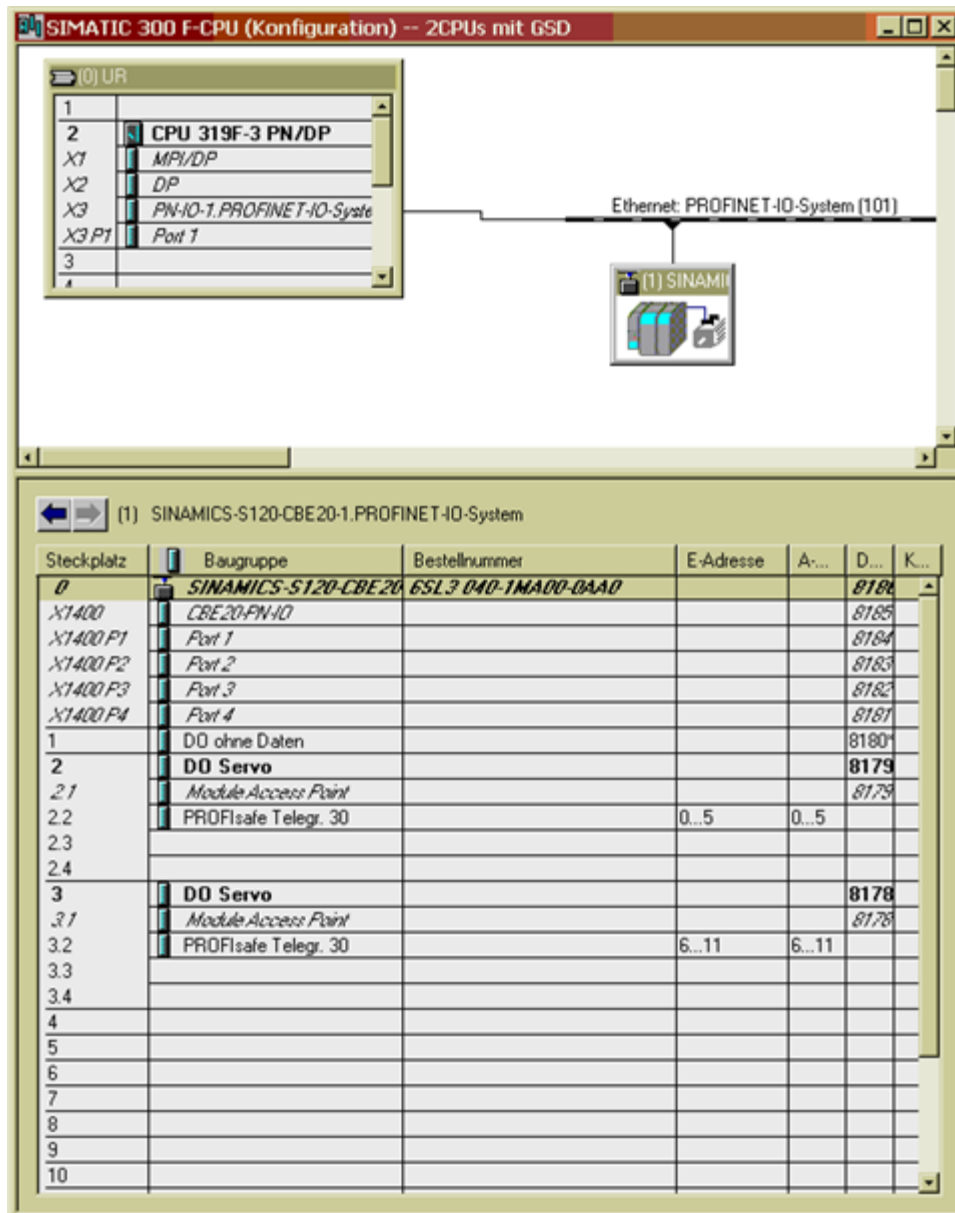 SIMATIC 300 F-CPU (Konfiguration) -- 2CPUs mit GSD
(0) UR
1
2 CPU 319F-3 PN/DP
X1 MPI/DP
X2 DP
X3 PN-IO-1.PROFINET-IO-Syste
X3 P1 Port 1
3
4
Ethernet: PROFINET-IO-System (101)
(1) SINAMI
(1) SINAMICS-S120-CBE20-1.PROFINET-IO-System
Steckplatz Baugruppe Bestellnummer E-Adresse A-... D... K...
0 SINAMICS-S120-CBE20 6SL3 040-1MA00-0AA0 8186
X1400 CBE20-PN-IO 8185
X1400 P1 Port 1 8184
X1400 P2 Port 2 8183
X1400 P3 Port 3 8182
X1400 P4 Port 4 8181
1 DO ohne Daten 8180*
2 DO Servo 8179
2.1 Module Access Point 8179
2.2 PROFIsafe Telegr. 30 0...5 0...5
2.3
2.4
3 DO Servo 8178
3.1 Module Access Point 8178
3.2 PROFIsafe Telegr. 30 6...11 6...11
3.3
3.4
4
5
6
7
8
9
10